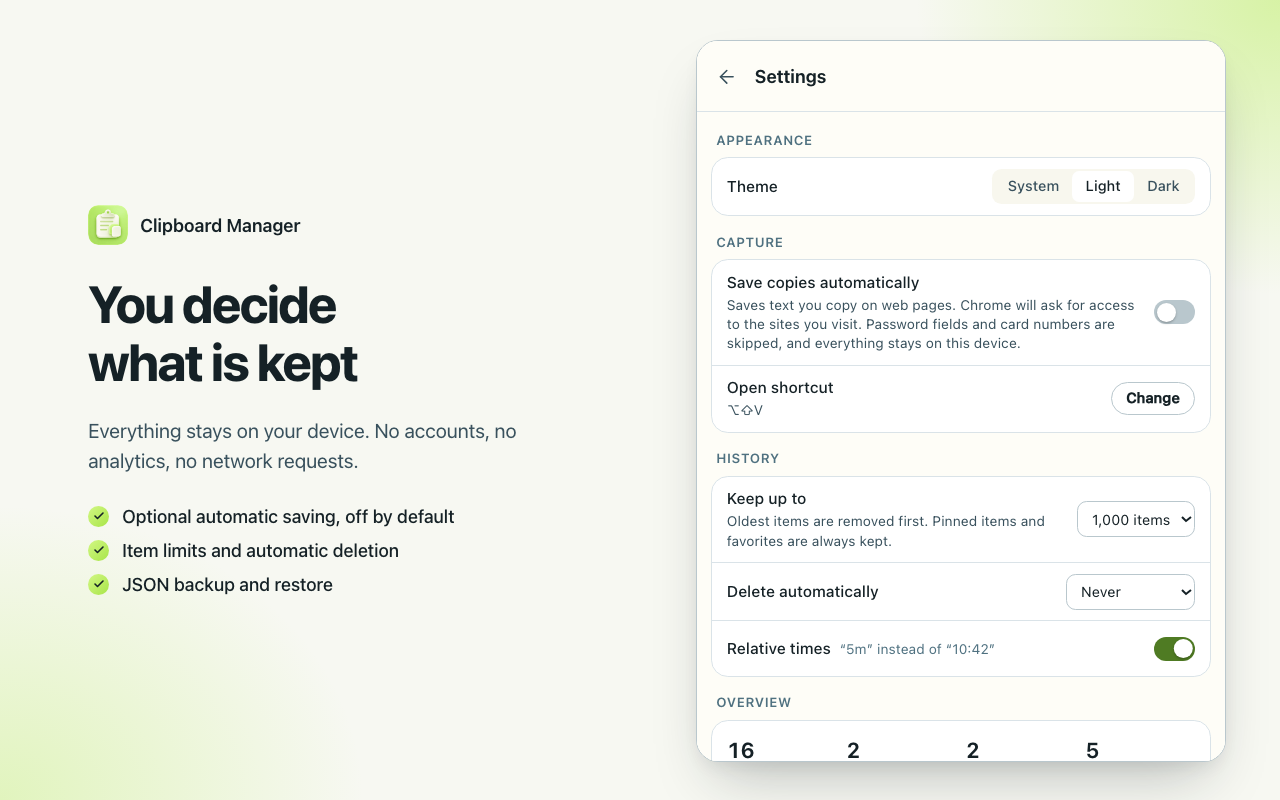 Clipboard Manager
You decide
what is kept
Everything stays on your device. No accounts, no
analytics, no network requests.
Optional automatic saving, off by default
Item limits and automatic deletion
JSON backup and restore
Settings
APPEARANCE
Theme
System Light Dark
CAPTURE
Save copies automatically
Saves text you copy on web pages. Chrome will ask for access
to the sites you visit. Password fields and card numbers are
skipped, and everything stays on this device.
Open shortcut
⌥⇧V
Change
HISTORY
Keep up to
Oldest items are removed first. Pinned items and
favorites are always kept.
1,000 items
Delete automatically
Never
Relative times “5m” instead of “10:42”
OVERVIEW
16 2 2 5